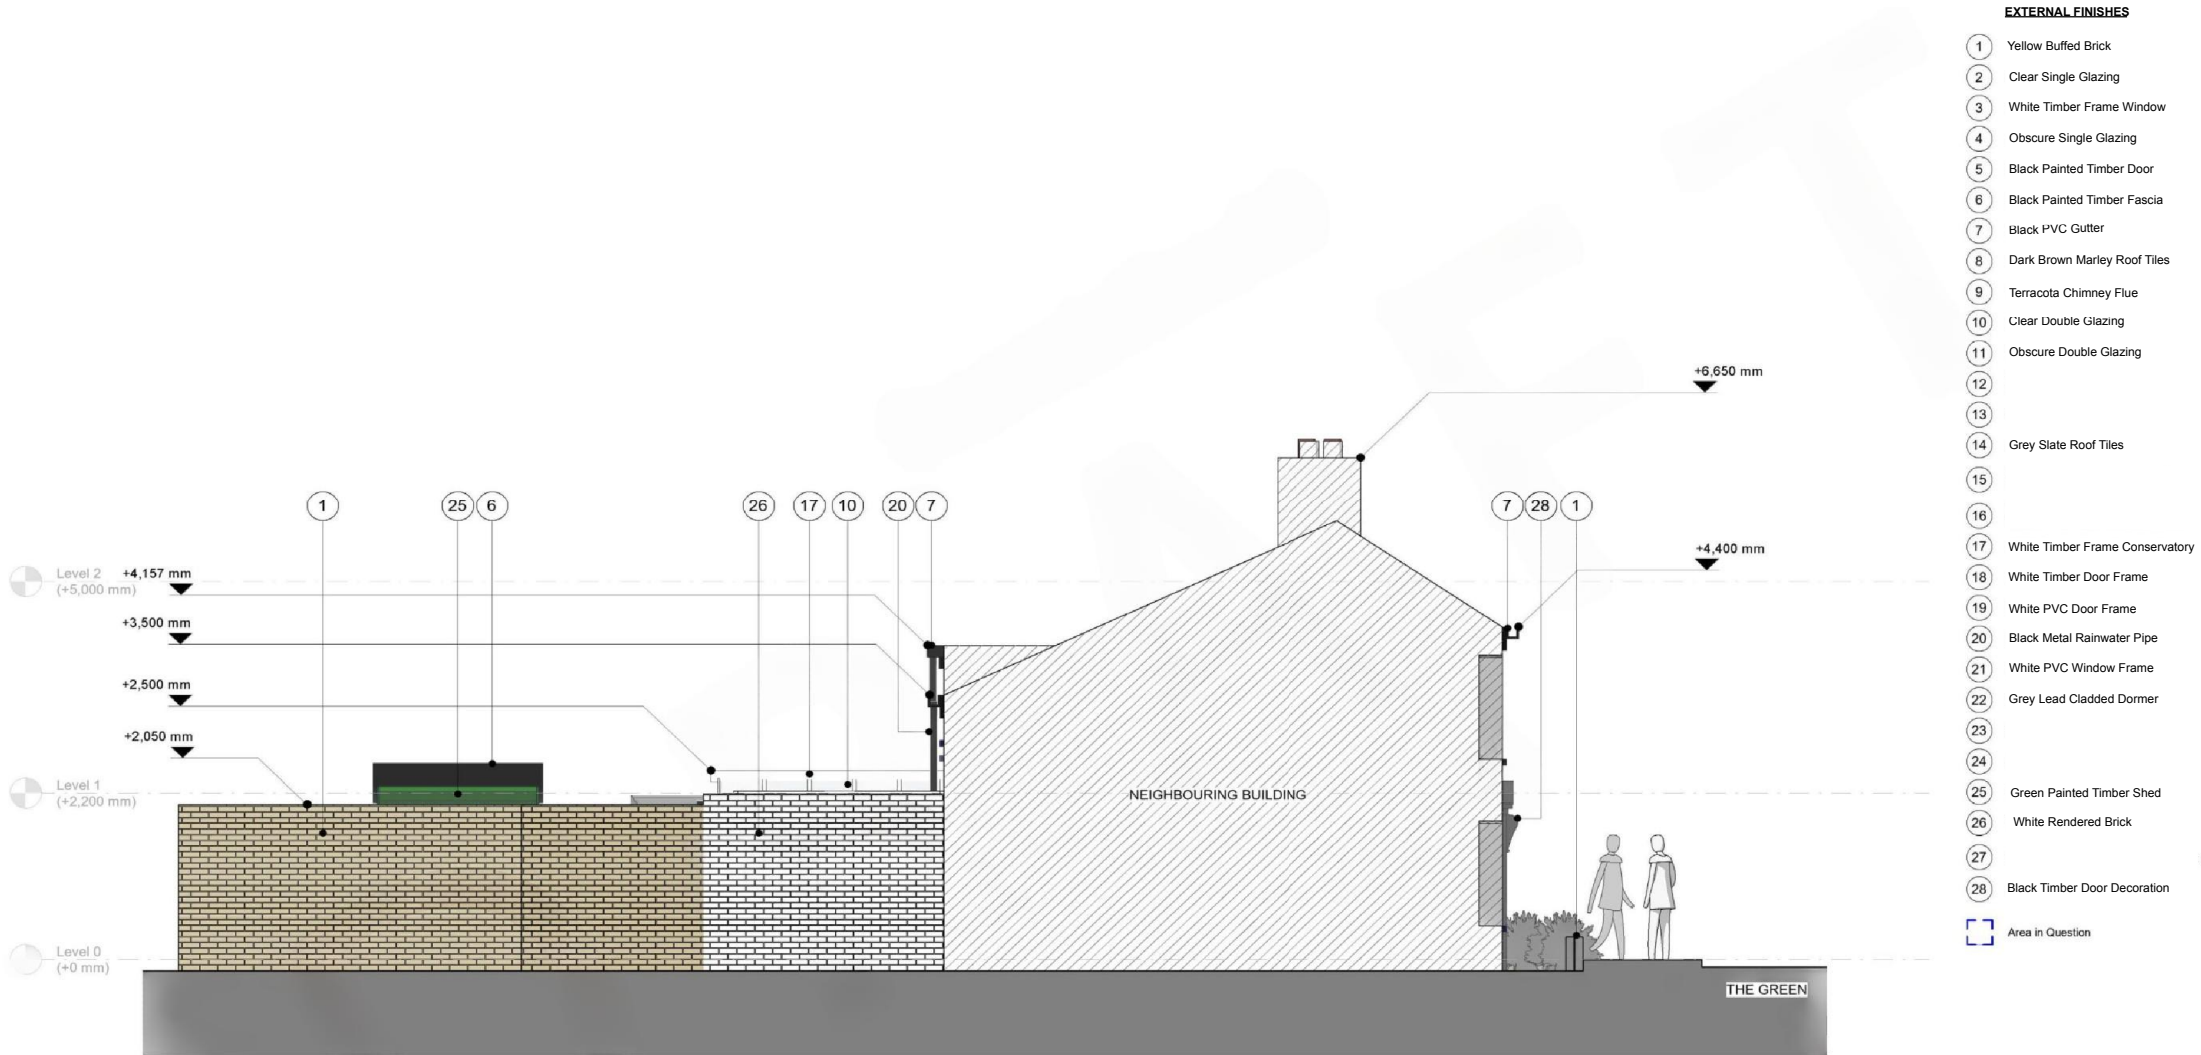 EXTERNAL FINISHES
1 Yellow Buffed Brick
2 Clear Single Glazing
3 White Timber Frame Window
4 Obscure Single Glazing
5 Black Painted Timber Door
6 Black Painted Timber Fascia
7 Black PVC Gutter
8 Dark Brown Marley Roof Tiles
9 Terracota Chimney Flue
10 Clear Double Glazing
11 Obscure Double Glazing
12
13
14 Grey Slate Roof Tiles
15
16
17 White Timber Frame Conservatory
18 White Timber Door Frame
19 White PVC Door Frame
20 Black Metal Rainwater Pipe
21 White PVC Window Frame
22 Grey Lead Cladded Dormer
23
24
25 Green Painted Timber Shed
26 White Rendered Brick
27
28 Black Timber Door Decoration
Area in Question
+6,650 mm
1 25 6 26 17 10 20 7 7 28 1
+4,400 mm
Level 2
(+5,000 mm)
+4,157 mm
+3,500 mm
+2,500 mm
+2,050 mm
Level 1
(+2,200 mm)
NEIGHBOURING BUILDING
Level 0
(+0 mm)
THE GREEN